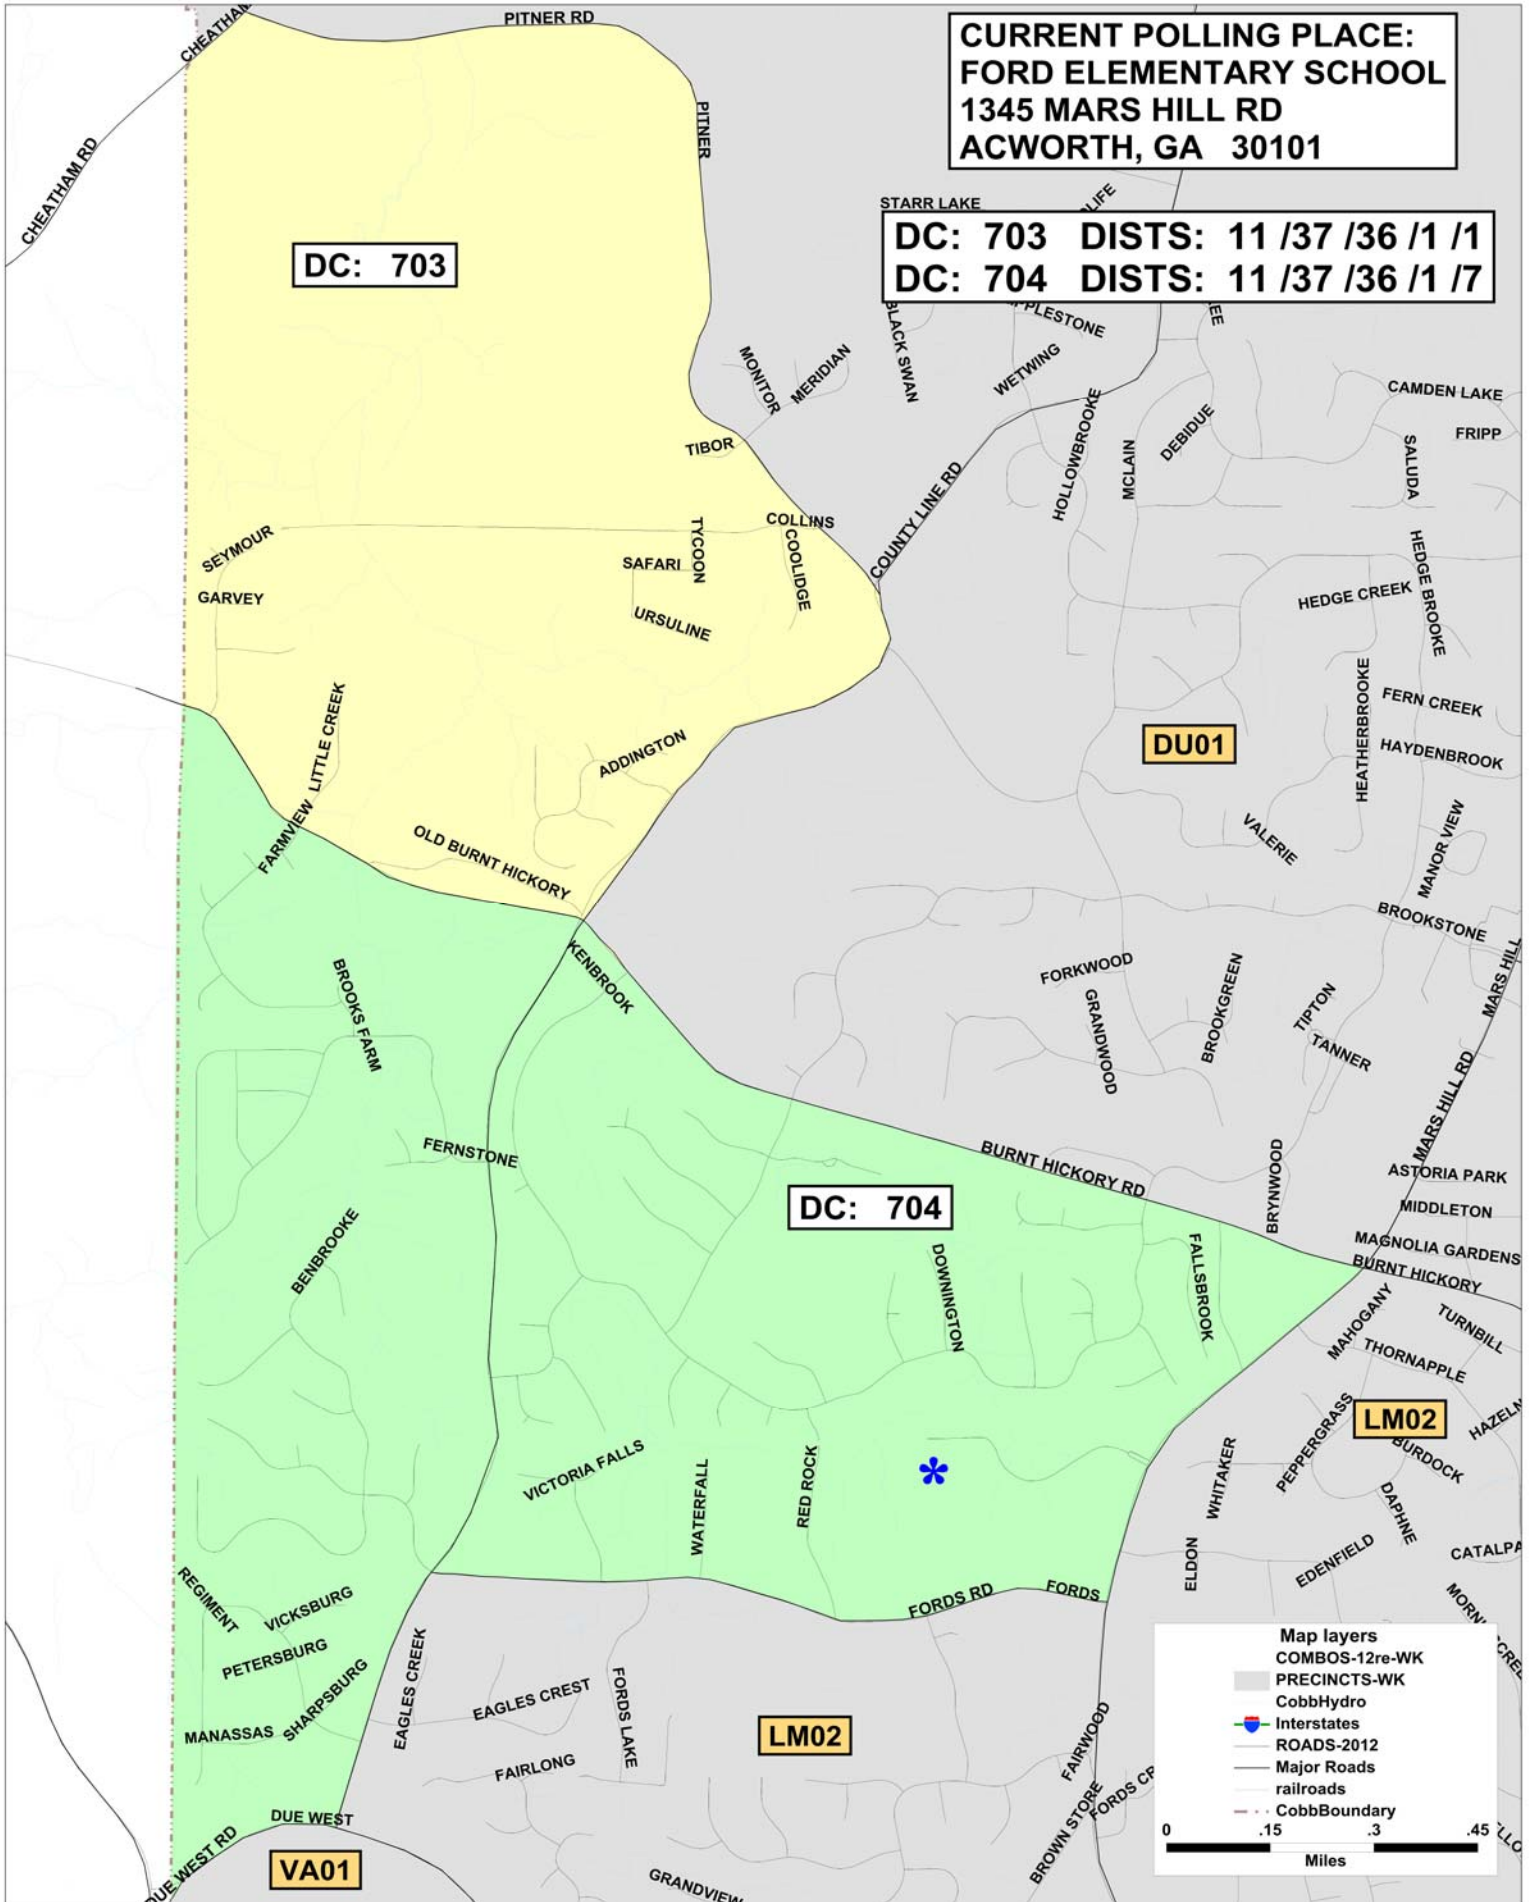 CHEATHAM
PITNER RD
CURRENT POLLING PLACE:
FORD ELEMENTARY SCHOOL
1345 MARS HILL RD
ACWORTH, GA 30101
CHEATHAM RD
PITNER
STARR LAKE
DC: 703
DC: 703 DISTS: 11 /37 /36 /1 /1
DC: 704 DISTS: 11 /37 /36 /1 /7
BLACK SWAN
MONITOR
MERIDIAN
WETWING
CAMDEN LAKE
FRIPP
TIBOR
DEBIDUE
HOLLOWBROOKE
MCLAIN
SALUDA
COUNTY LINE RD
COLLINS
SEYMOUR
TYCOON
COOLIDGE
SAFARI
GARVEY
URSULINE
HEDGE CREEK
HEDGE BROOKE
LITTLE CREEK
ADDINGTON
DU01
HEATHERBROOKE
FERN CREEK
HAYDENBROOK
FARMVIEW
OLD BURNT HICKORY
VALERIE
MANOR VIEW
BROOKSTONE
MARS HILL
KENBROOK
BROOKS FARM
FORKWOOD
GRANDWOOD
BROOKGREEN
TIPTON
TANNER
MARS HILL RD
FERNSTONE
BURNT HICKORY RD
BRYNWOOD
ASTORIA PARK
MIDDLETON
DC: 704
MAGNOLIA GARDENS
BURNT HICKORY
BENBROOKE
DOWNINGTON
FALLSBROOK
MAHOGANY
TURNBILL
THORNAPPLE
PEPPERGRASS
LM02
BURDOCK
VICTORIA FALLS
WATERFALL
RED ROCK
*
WHITAKER
DAPHNE
ELDON
EDENFIELD
CATALPA
REGIMENT
VICKSBURG
FORDS RD
FORDS
PETERSBURG
SHARPSBURG
MANASSAS
EAGLES CREEK
EAGLES CREST
FORDS LAKE
LM02
FAIRLONG
FAIRWOOD
BROWN STORE
DUE WEST
DUE WEST RD
VA01
GRANDVIEW
Map layers
COMBOS-12re-WK
PRECINCTS-WK
CobbHydro
Interstates
ROADS-2012
Major Roads
railroads
CobbBoundary
0 .15 .3 .45
Miles